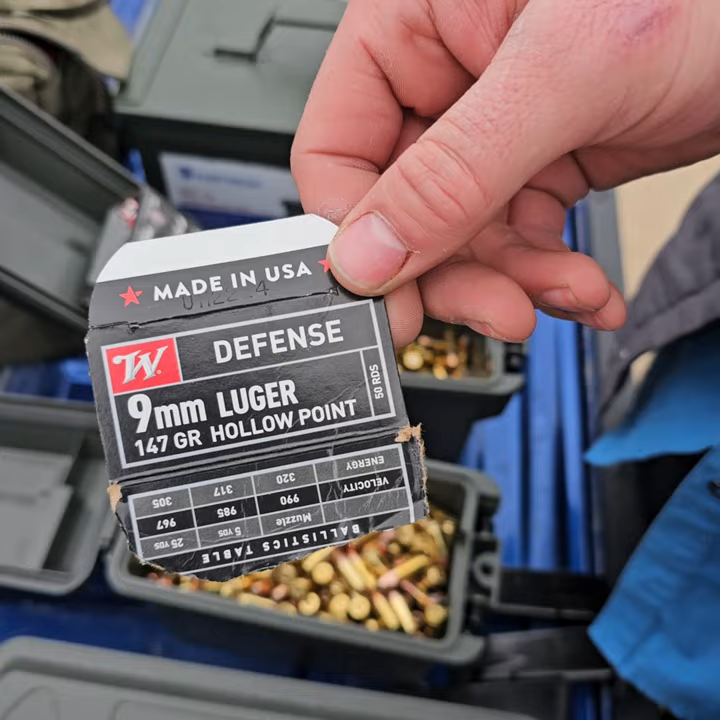 MADE IN USA
W
DEFENSE
9mm LUGER
147 GR HOLLOW POINT
50 RDS
BALLISTICS TABLE
Muzzle 5 YDS 25 YDS
VELOCITY 990 985 967
ENERGY 320 317 305